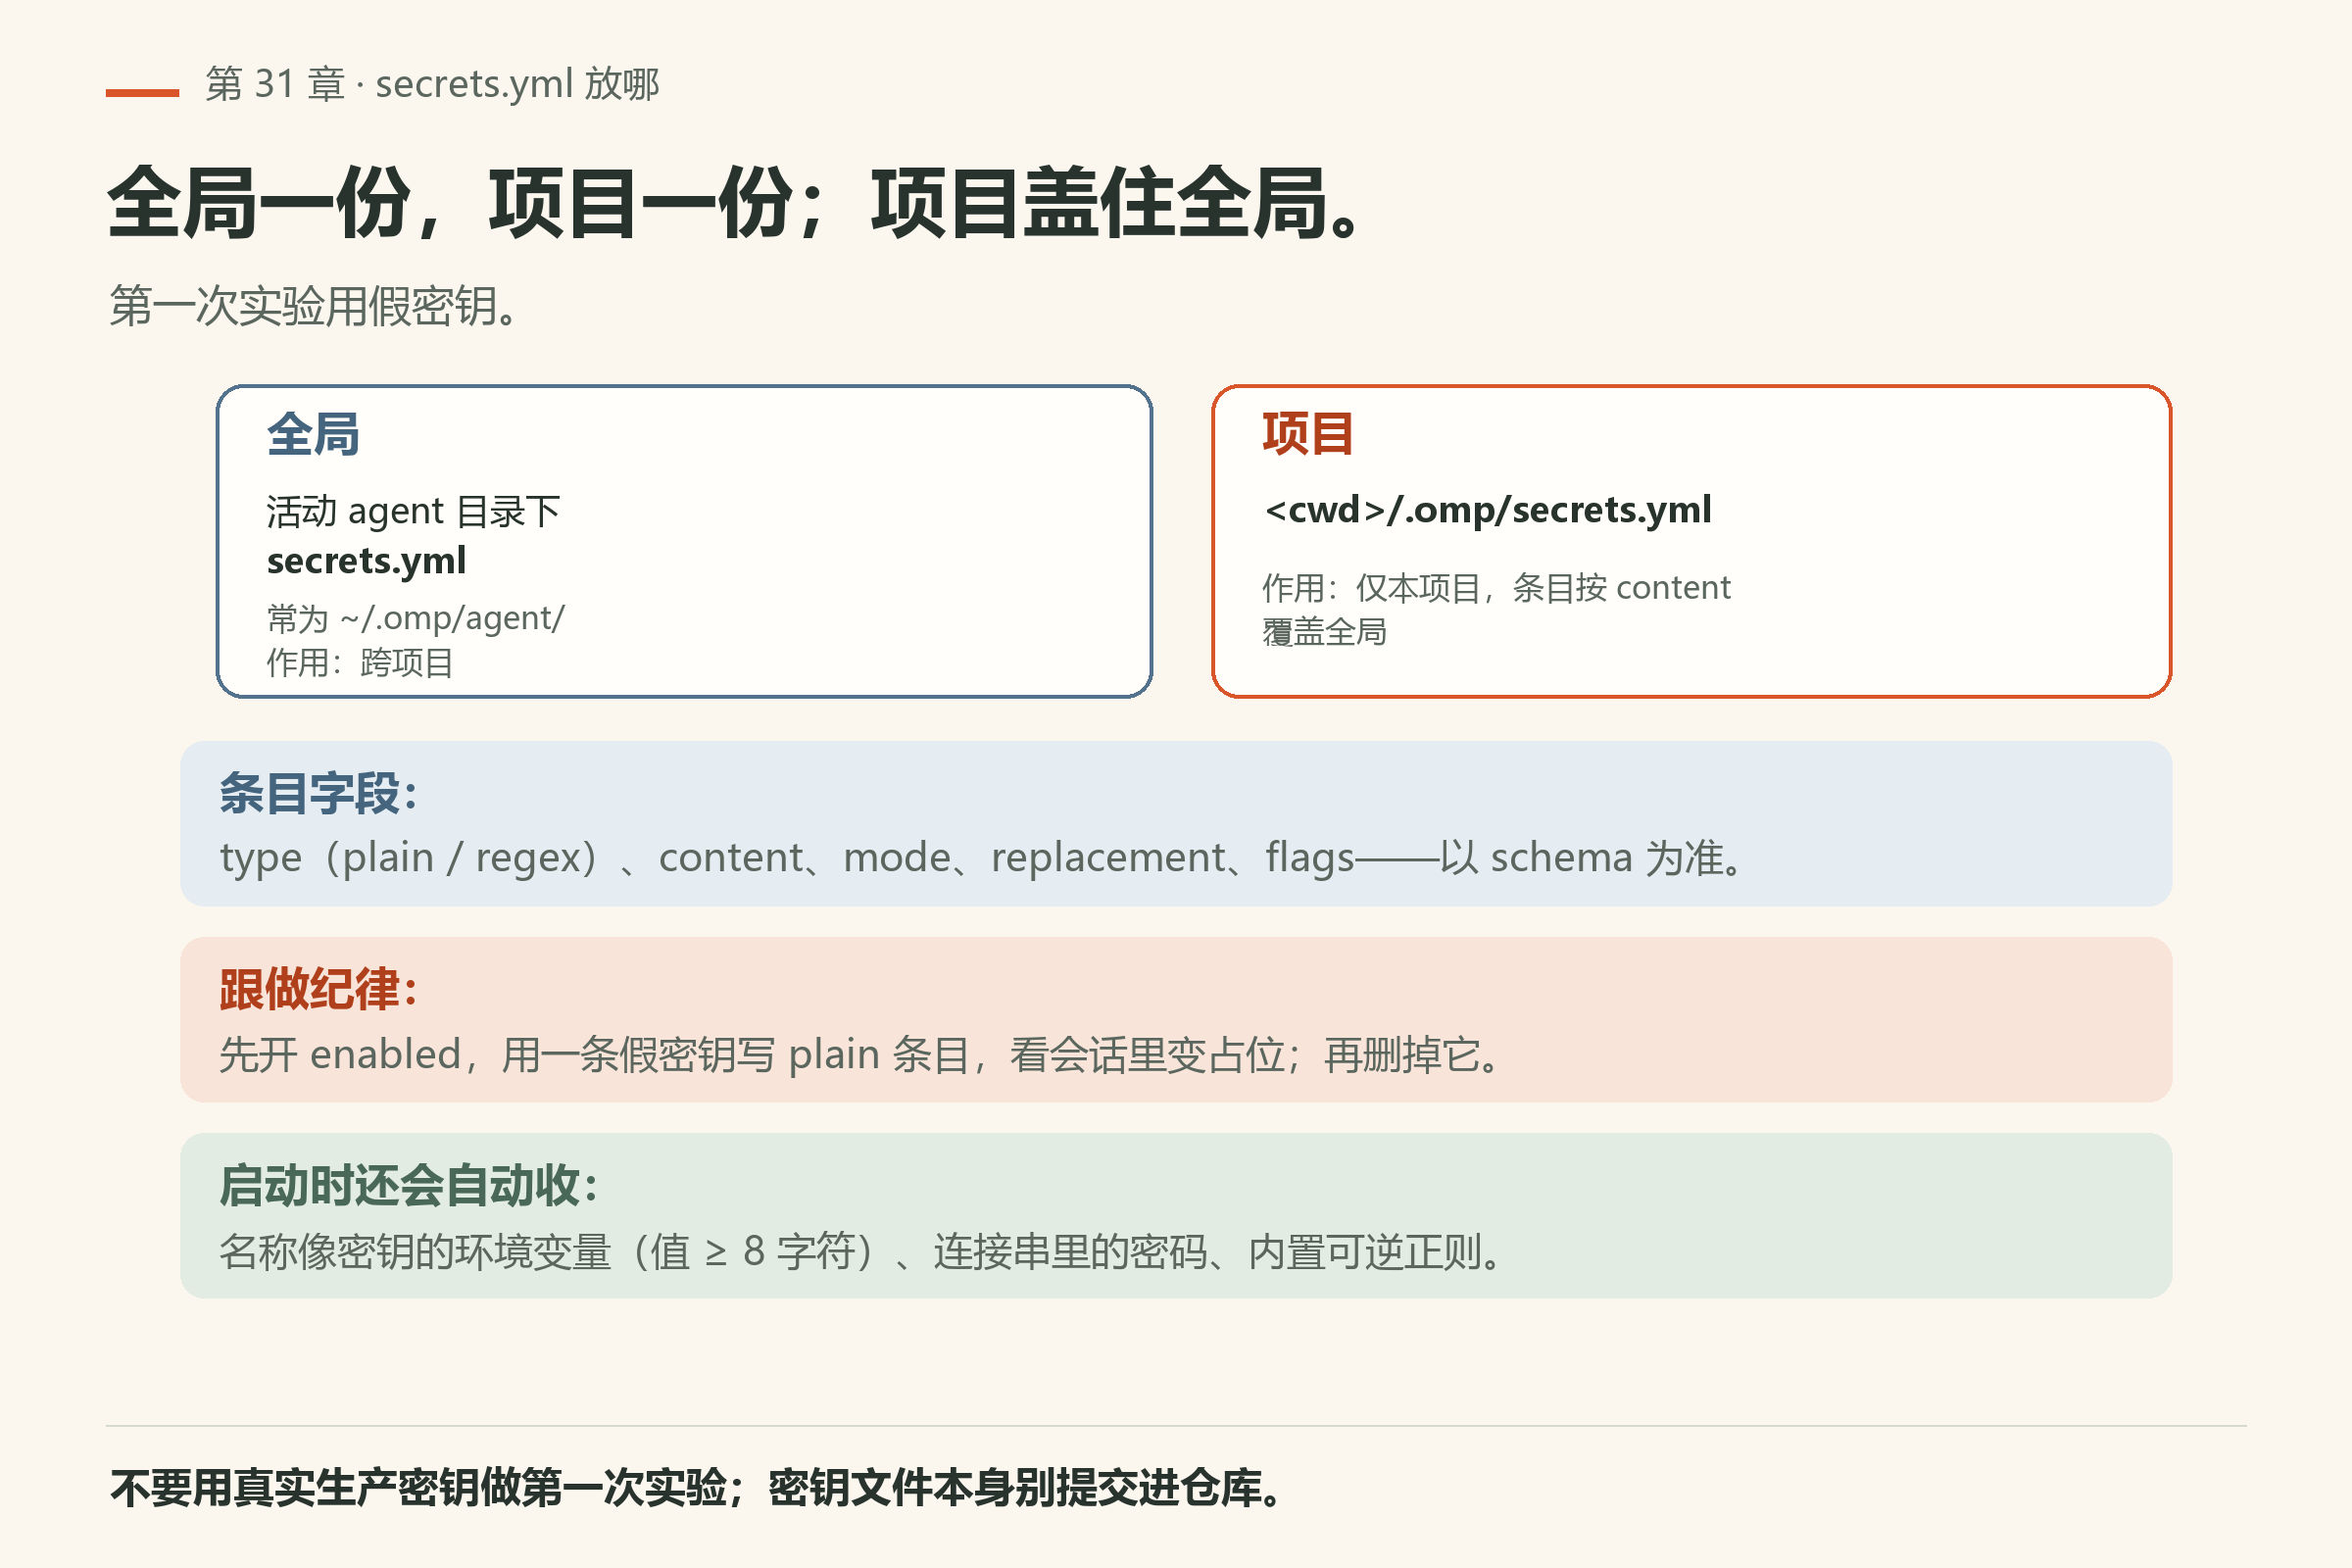 第 31 章 · secrets.yml 放哪
全局一份，项目一份；项目盖住全局。
第一次实验用假密钥。
全局
活动 agent 目录下
secrets.yml
常为 ~/.omp/agent/
作用：跨项目
项目
<cwd>/.omp/secrets.yml
作用：仅本项目，条目按 content
覆盖全局
条目字段：
type（plain / regex）、content、mode、replacement、flags——以 schema 为准。
跟做纪律：
先开 enabled，用一条假密钥写 plain 条目，看会话里变占位；再删掉它。
启动时还会自动收：
名称像密钥的环境变量（值 ≥ 8 字符）、连接串里的密码、内置可逆正则。
不要用真实生产密钥做第一次实验；密钥文件本身别提交进仓库。